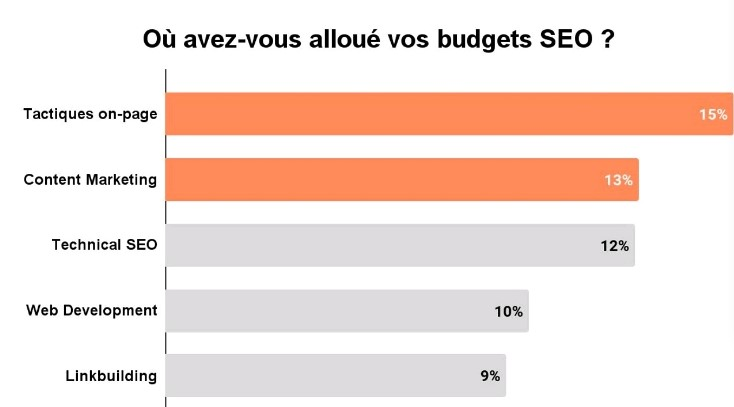 Où avez-vous alloué vos budgets SEO ?
Tactiques on-page 15%
Content Marketing 13%
Technical SEO 12%
Web Development 10%
Linkbuilding 9%